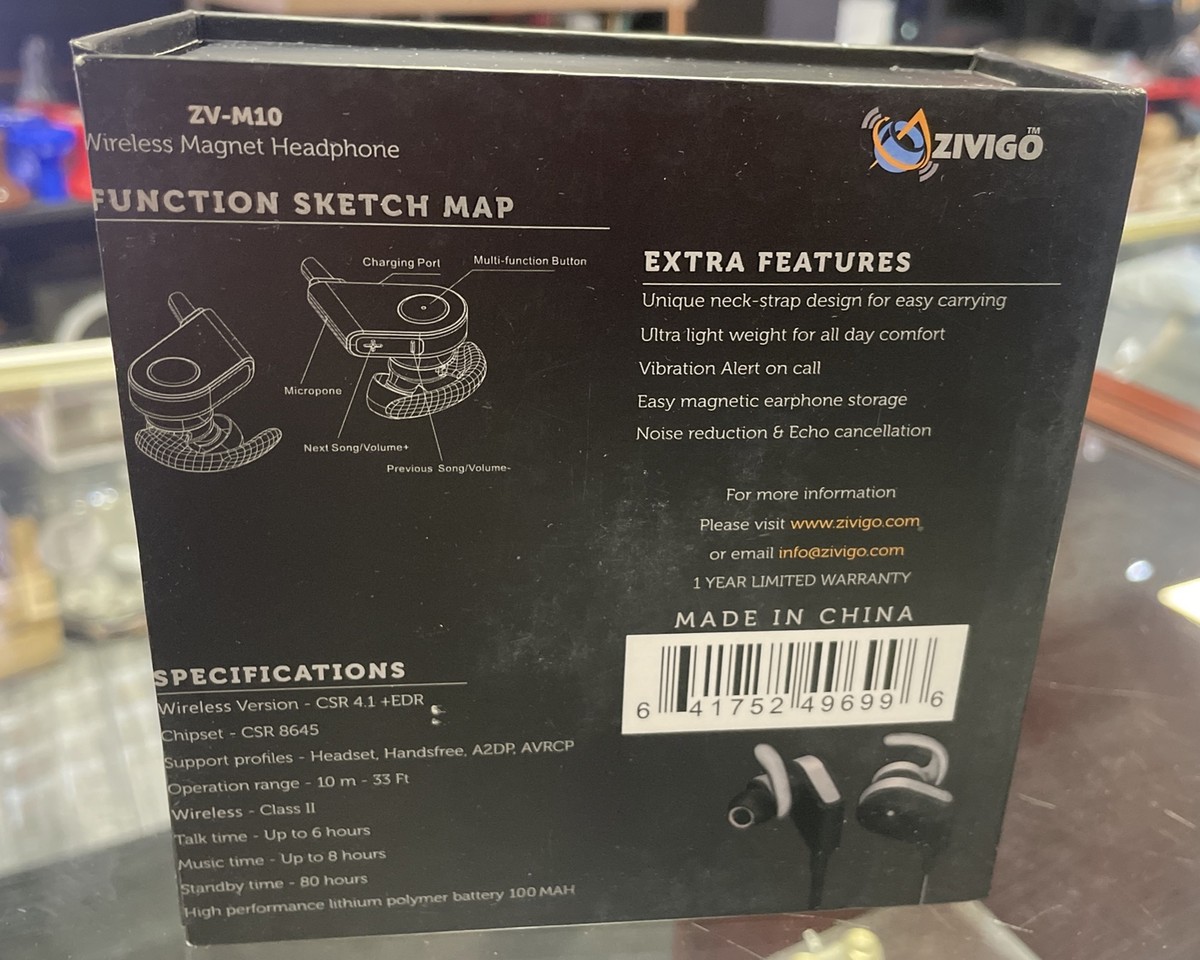 ZV-M10
Wireless Magnet Headphone
ZIVIGO™
FUNCTION SKETCH MAP
Charging Port
Multi-function Button
Micropone
Next Song/Volume+
Previous Song/Volume-
EXTRA FEATURES
Unique neck-strap design for easy carrying
Ultra light weight for all day comfort
Vibration Alert on call
Easy magnetic earphone storage
Noise reduction & Echo cancellation
For more information
Please visit www.zivigo.com
or email info@zivigo.com
1 YEAR LIMITED WARRANTY
MADE IN CHINA
6 41752 49699 6
SPECIFICATIONS
Wireless Version - CSR 4.1 +EDR
Chipset - CSR 8645
Support profiles - Headset, Handsfree, A2DP, AVRCP
Operation range - 10 m - 33 Ft
Wireless - Class II
Talk time - Up to 6 hours
Music time - Up to 8 hours
Standby time - 80 hours
High performance lithium polymer battery 100 MAH